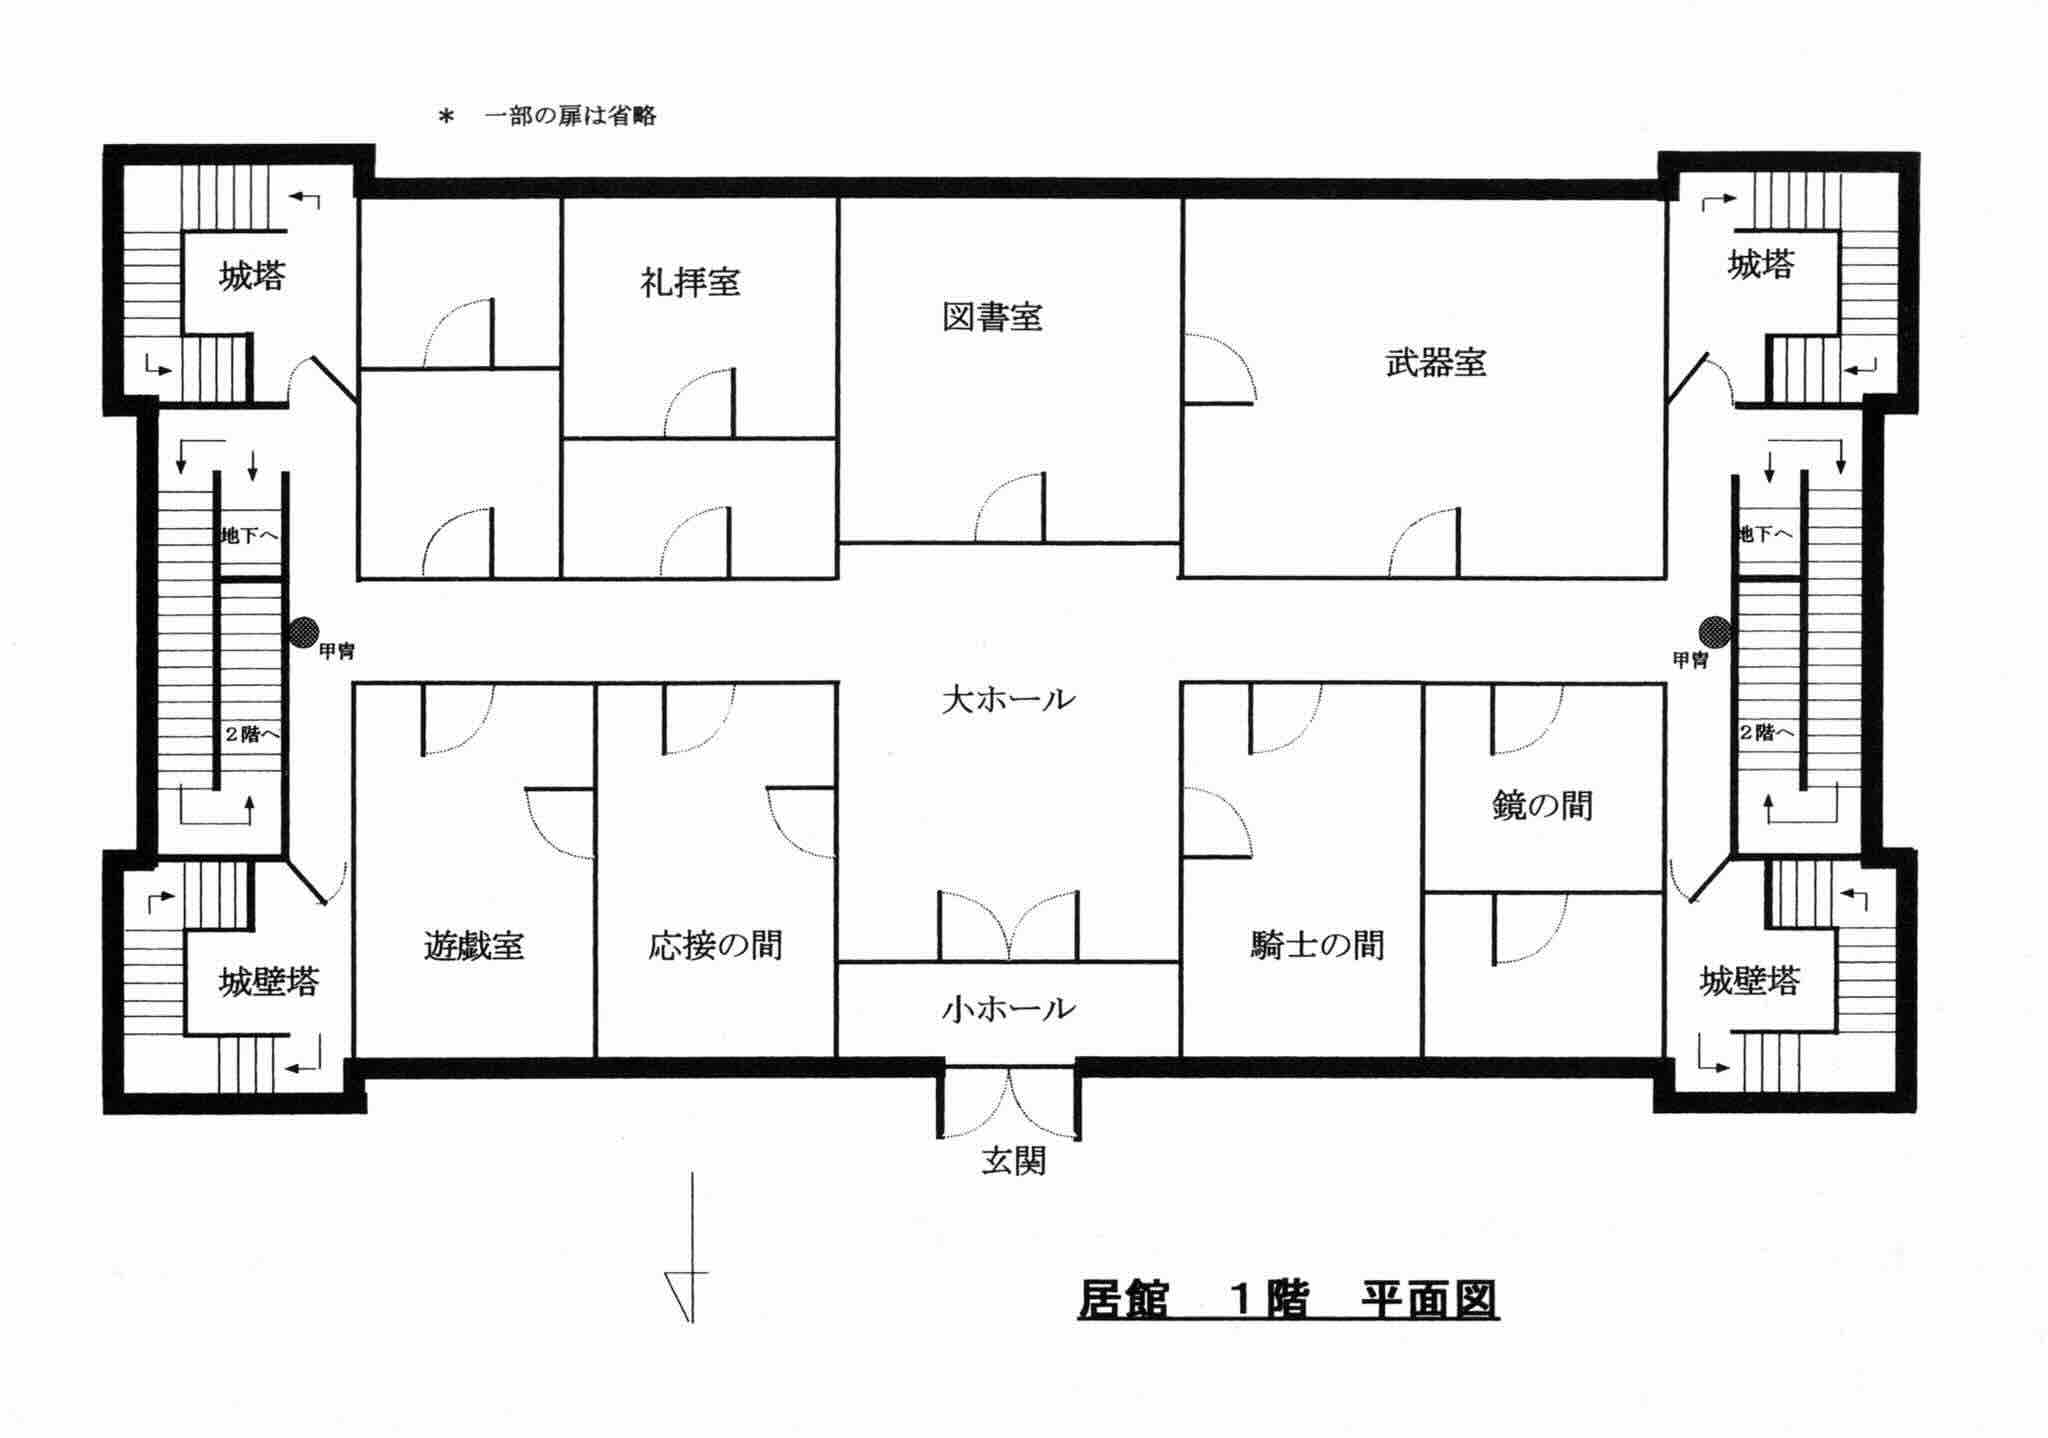 ＊　一部の扉は省略
城塔
礼拝室
図書室
武器室
城塔
地下へ
地下へ
甲冑
甲冑
大ホール
２階へ
２階へ
鏡の間
遊戯室
応接の間
騎士の間
城壁塔
小ホール
城壁塔
玄関
居館　１階　平面図